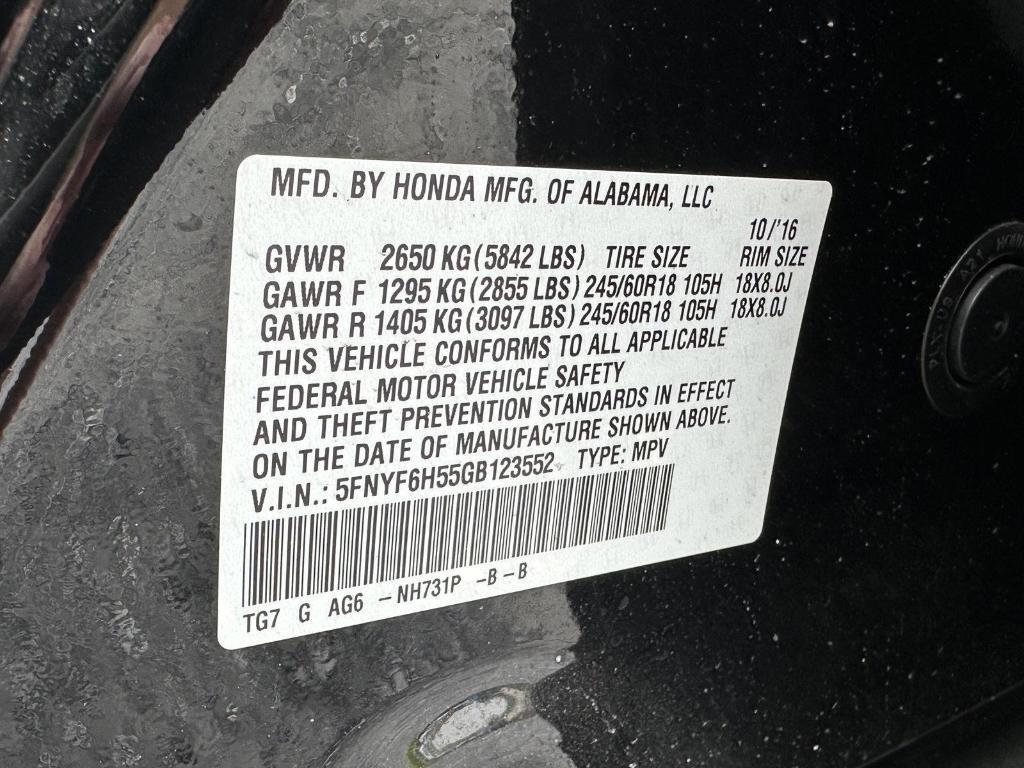 MFD. BY HONDA MFG. OF ALABAMA, LLC
10/'16
GVWR 2650 KG (5842 LBS) TIRE SIZE RIM SIZE
GAWR F 1295 KG (2855 LBS) 245/60R18 105H 18X8.0J
GAWR R 1405 KG (3097 LBS) 245/60R18 105H 18X8.0J
THIS VEHICLE CONFORMS TO ALL APPLICABLE
FEDERAL MOTOR VEHICLE SAFETY
AND THEFT PREVENTION STANDARDS IN EFFECT
ON THE DATE OF MANUFACTURE SHOWN ABOVE.
V.I.N.: 5FNYF6H55GB123552 TYPE: MPV
TG7 G AG6 -NH731P -B-B